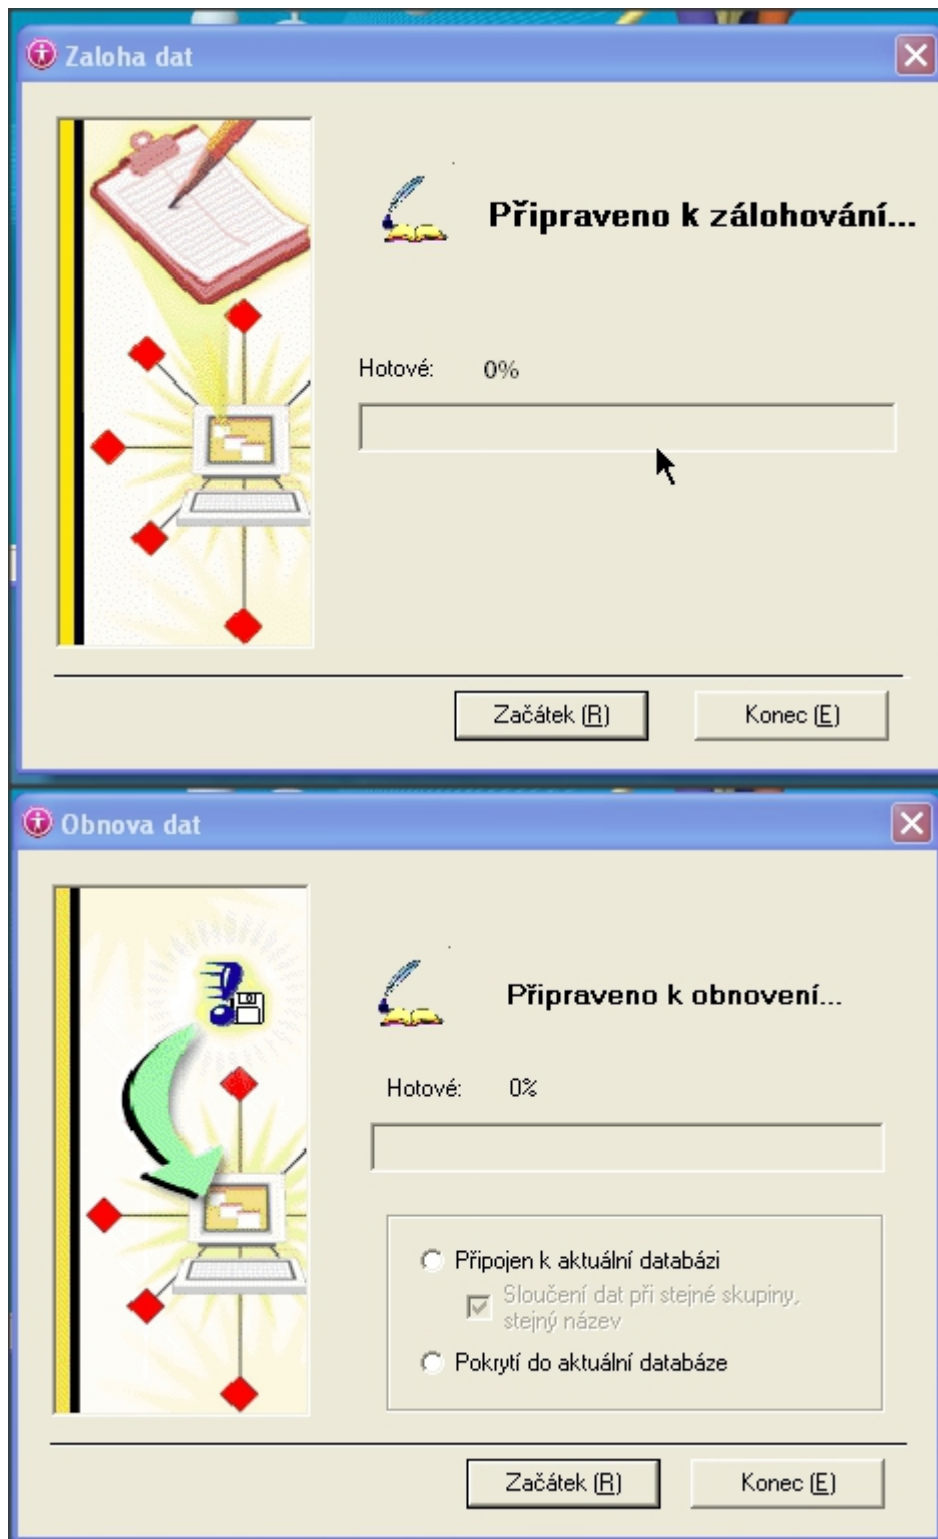 Zaloha dat
Připraveno k zálohování...
Hotové: 0%
Začátek (R) Konec (E)
Obnova dat
Připraveno k obnovení...
Hotové: 0%
Připojen k aktuální databázi
Sloučení dat při stejné skupiny,
stejný název
Pokrytí do aktuální databáze
Začátek (R) Konec (E)